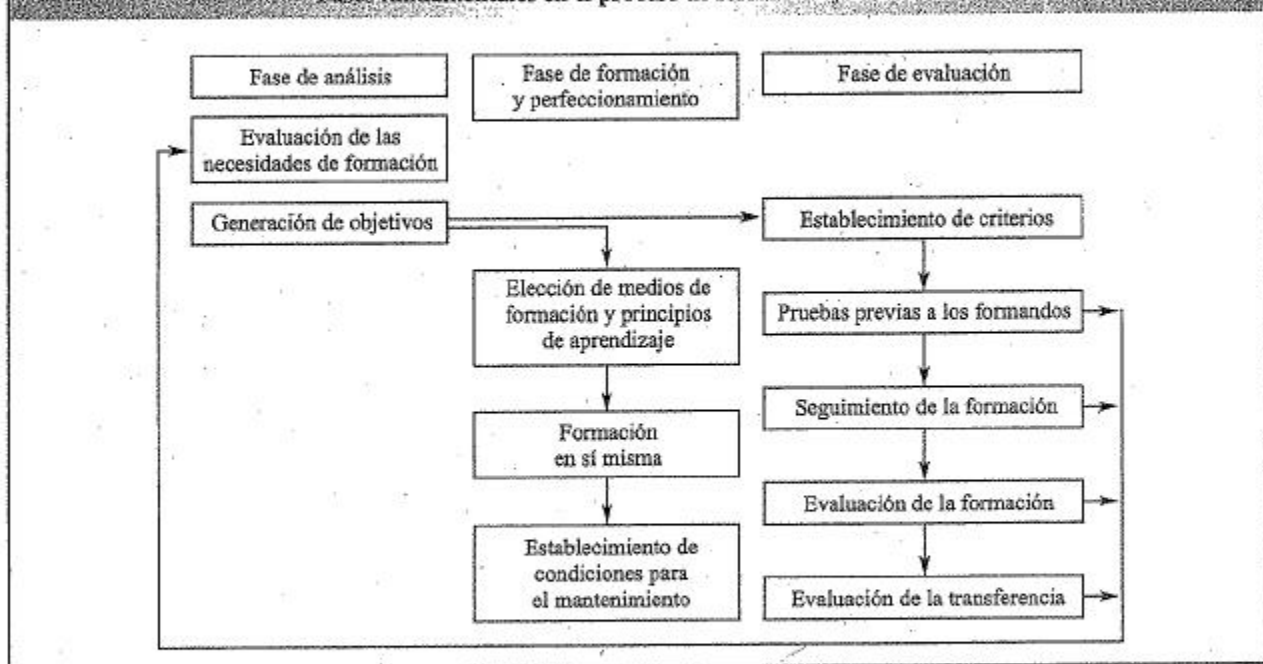 Fase de análisis
Fase de formación
y perfeccionamiento
Fase de evaluación
Evaluación de las
necesidades de formación
Generación de objetivos
Establecimiento de criterios
Elección de medios de
formación y principios
de aprendizaje
Pruebas previas a los formandos
Seguimiento de la formación
Formación
en sí misma
Evaluación de la formación
Establecimiento de
condiciones para
el mantenimiento
Evaluación de la transferencia